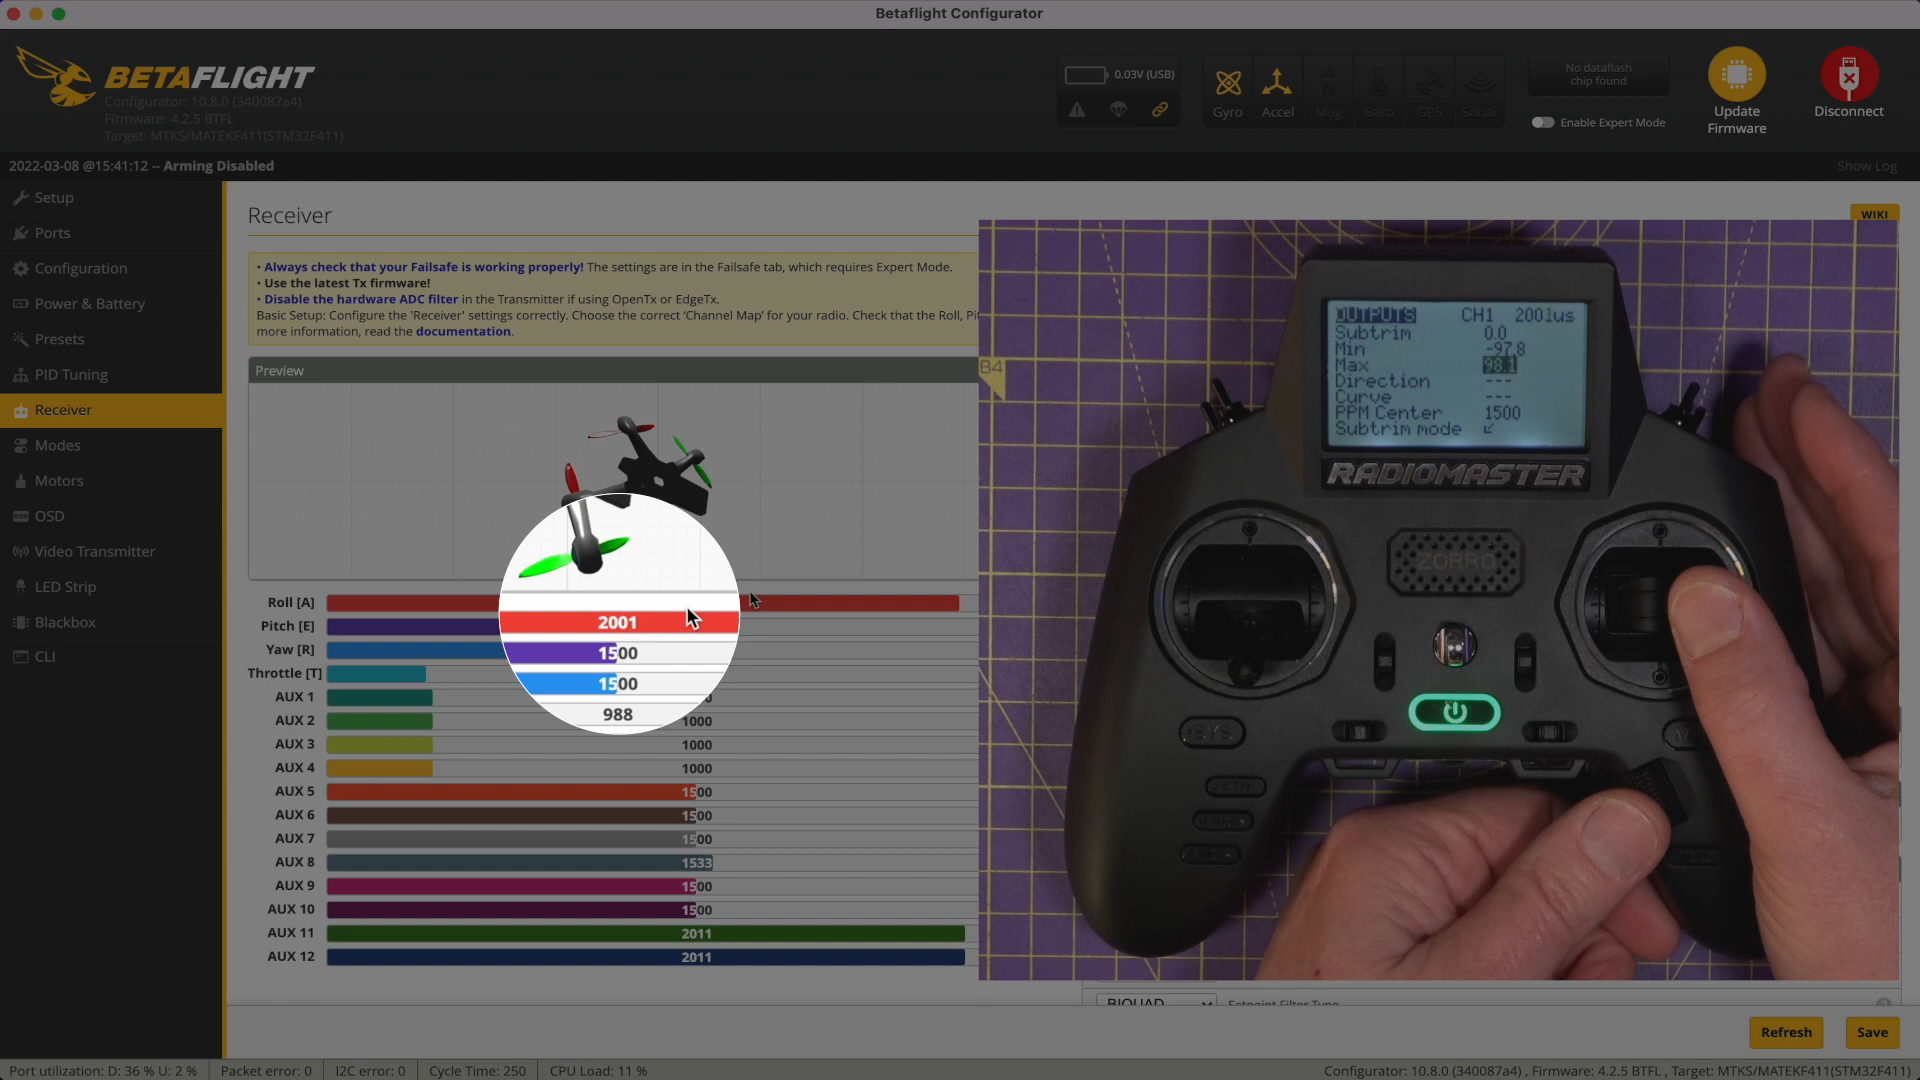 Betaflight Configurator
BETAFLIGHT
Configurator: 10.8.0 (340087a4)
Firmware: 4.2.5 BTFL
Target: MTKS/MATEKF411(STM32F411)
0.03V (USB)
Gyro
Accel
Mag
Baro
GPS
Sonar
No dataflash
chip found
Enable Expert Mode
Update
Firmware
Disconnect
2022-03-08 @15:41:12 -- Arming Disabled
Show Log
Setup
Ports
Configuration
Power & Battery
Presets
PID Tuning
Receiver
Modes
Motors
OSD
Video Transmitter
LED Strip
Blackbox
CLI
Receiver
WIKI
• Always check that your Failsafe is working properly! The settings are in the Failsafe tab, which requires Expert Mode.
• Use the latest Tx firmware!
• Disable the hardware ADC filter in the Transmitter if using OpenTx or EdgeTx.
Basic Setup: Configure the 'Receiver' settings correctly. Choose the correct 'Channel Map' for your radio. Check that the Roll, Pi
more information, read the documentation.
Preview
Roll [A]
Pitch [E]
Yaw [R]
Throttle [T]
2001
1500
1500
988
AUX 1
AUX 2 1000
AUX 3 1000
AUX 4 1000
AUX 5 1500
AUX 6 1500
AUX 7 1500
AUX 8 1533
AUX 9 1500
AUX 10 1500
AUX 11 2011
AUX 12 2011
B4
OUTPUTS CH1 2001us
Subtrim 0.0
Min -97.8
Max 98.1
Direction ---
Curve ---
PPM Center 1500
Subtrim mode
RADIOMASTER
ZORRO
SYS
BIQUAD Setpoint Filter Type
Refresh
Save
Port utilization: D: 36 % U: 2 %
Packet error: 0
I2C error: 0
Cycle Time: 250
CPU Load: 11 %
Configurator: 10.8.0 (340087a4) , Firmware: 4.2.5 BTFL , Target: MTKS/MATEKF411(STM32F411)